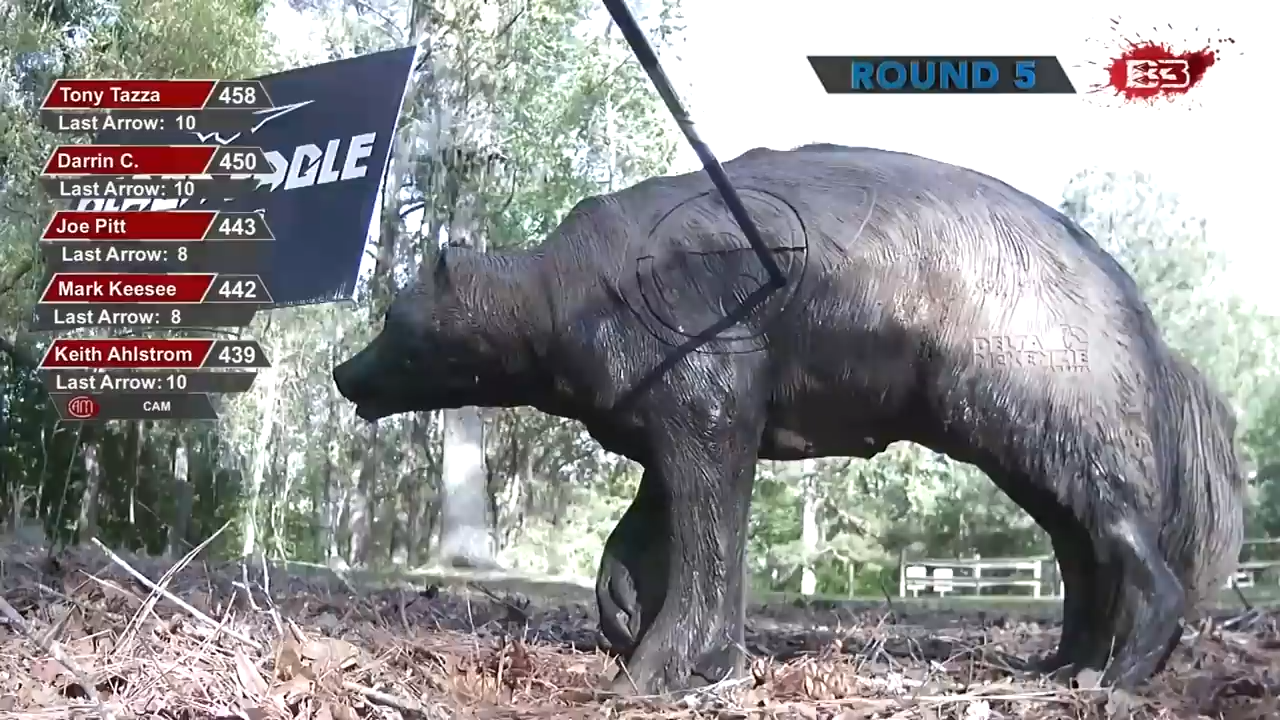 ROUND 5
B3
Tony Tazza 458
Last Arrow: 10
Darrin C. 450
Last Arrow: 10
Joe Pitt 443
Last Arrow: 8
Mark Keesee 442
Last Arrow: 8
Keith Ahlstrom 439
Last Arrow: 10
AM CAM
DELTA
MCKENZIE